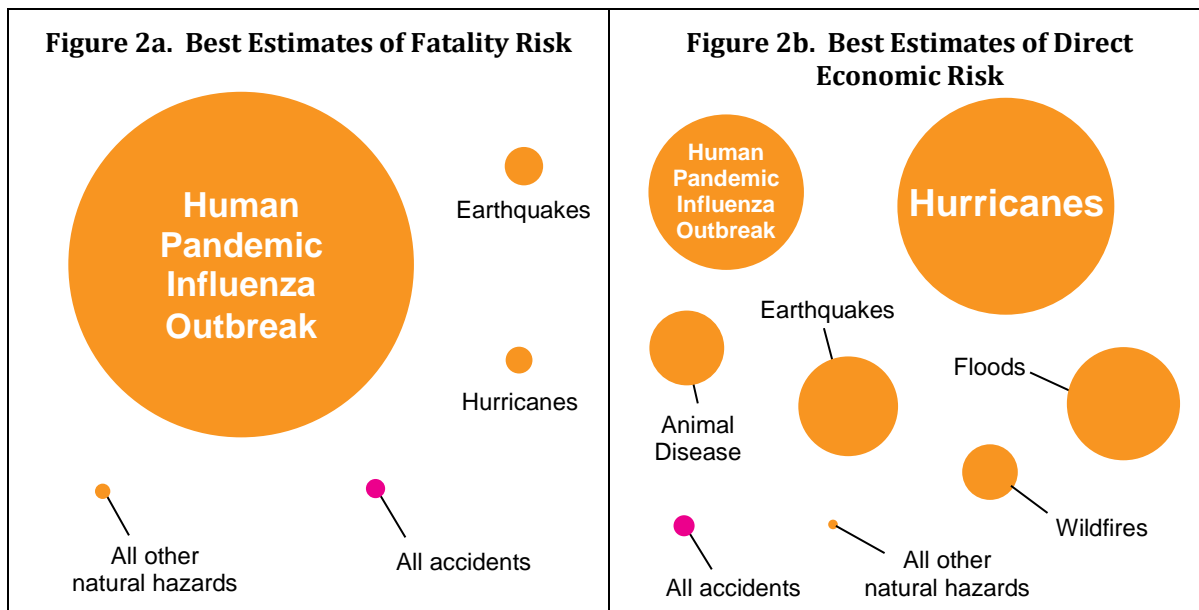 Figure 2a.  Best Estimates of Fatality Risk
Human
Pandemic
Influenza
Outbreak
Earthquakes
Hurricanes
All other
natural hazards
All accidents
Figure 2b.  Best Estimates of Direct
Economic Risk
Human
Pandemic
Influenza
Outbreak
Hurricanes
Earthquakes
Floods
Animal
Disease
Wildfires
All accidents
All other
natural hazards